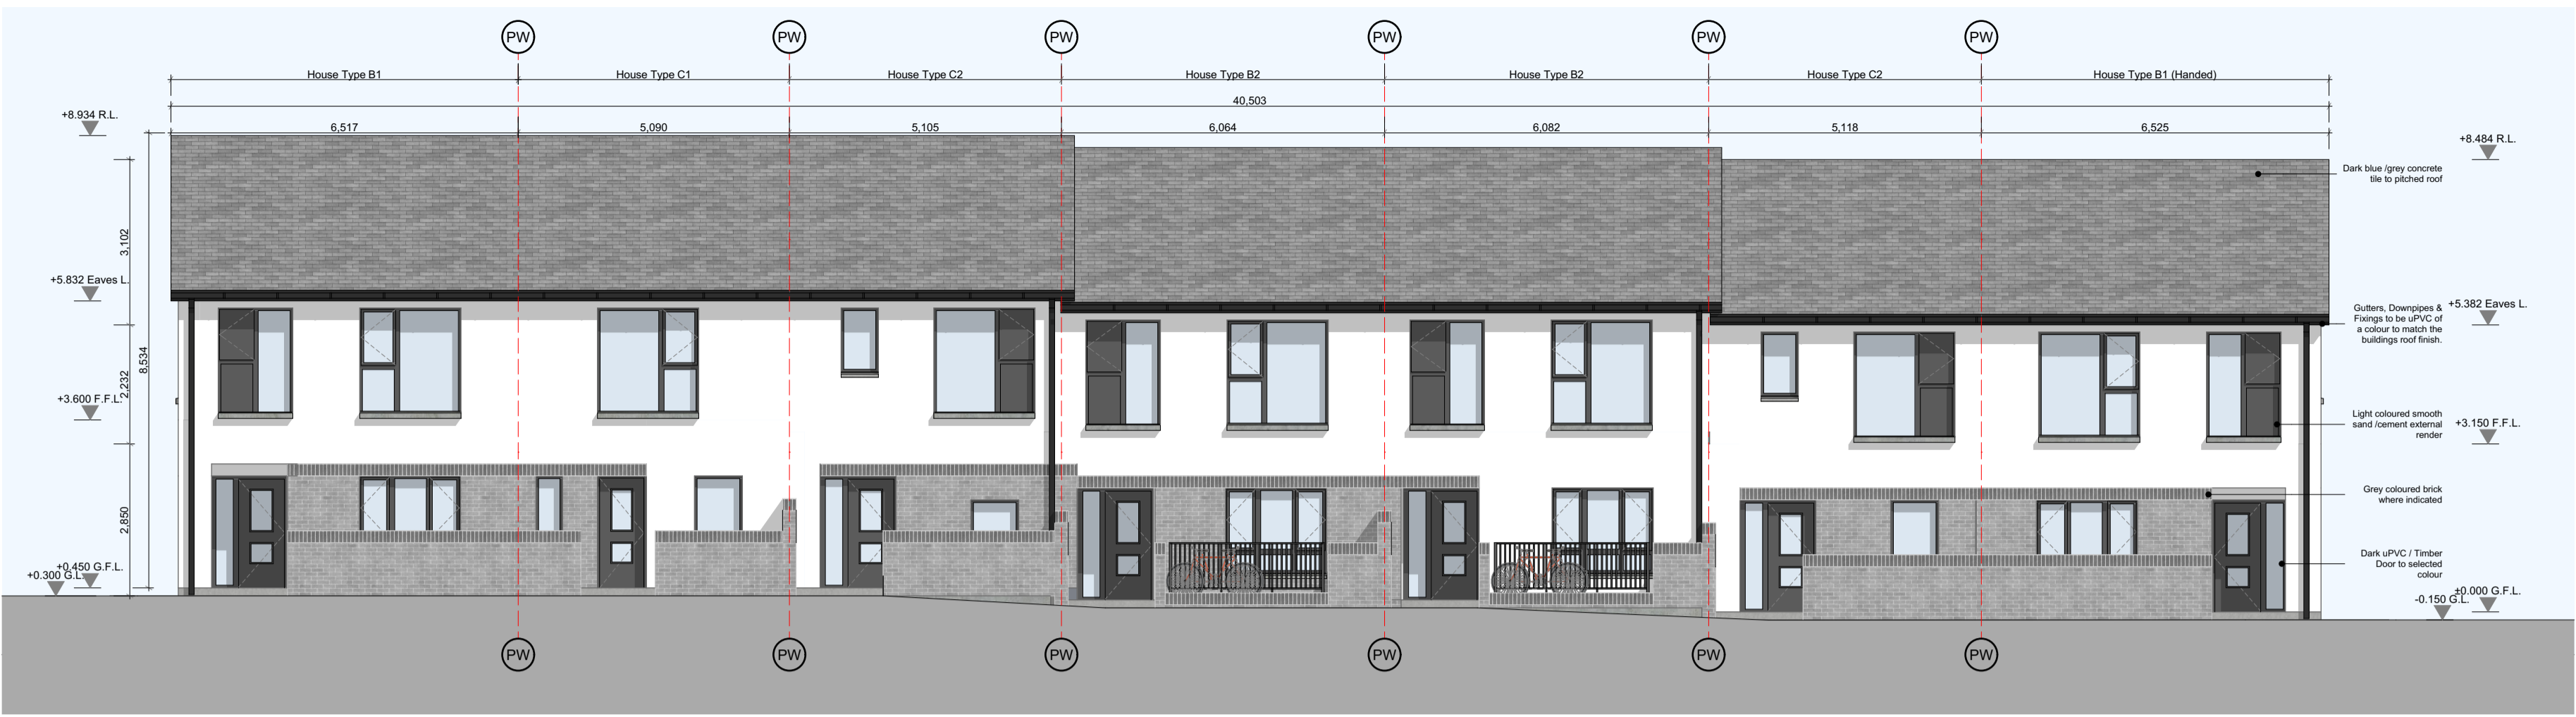 PW PW PW PW PW PW
House Type B1 House Type C1 House Type C2 House Type B2 House Type B2 House Type C2 House Type B1 (Handed)
40,503
6,517 5,090 5,105 6,064 6,082 5,118 6,525
+8.934 R.L.
+5.832 Eaves L.
+3.600 F.F.L.
+0.450 G.F.L.
+0.300 G.L.
3,102
2,232
2,850
8,534
+8.484 R.L.
Dark blue /grey concrete
tile to pitched roof
+5.382 Eaves L.
Gutters, Downpipes &
Fixings to be uPVC of
a colour to match the
buildings roof finish.
Light coloured smooth
sand /cement external
render
+3.150 F.F.L.
Grey coloured brick
where indicated
Dark uPVC / Timber
Door to selected
colour
±0.000 G.F.L.
-0.150 G.L.
PW PW PW PW PW PW